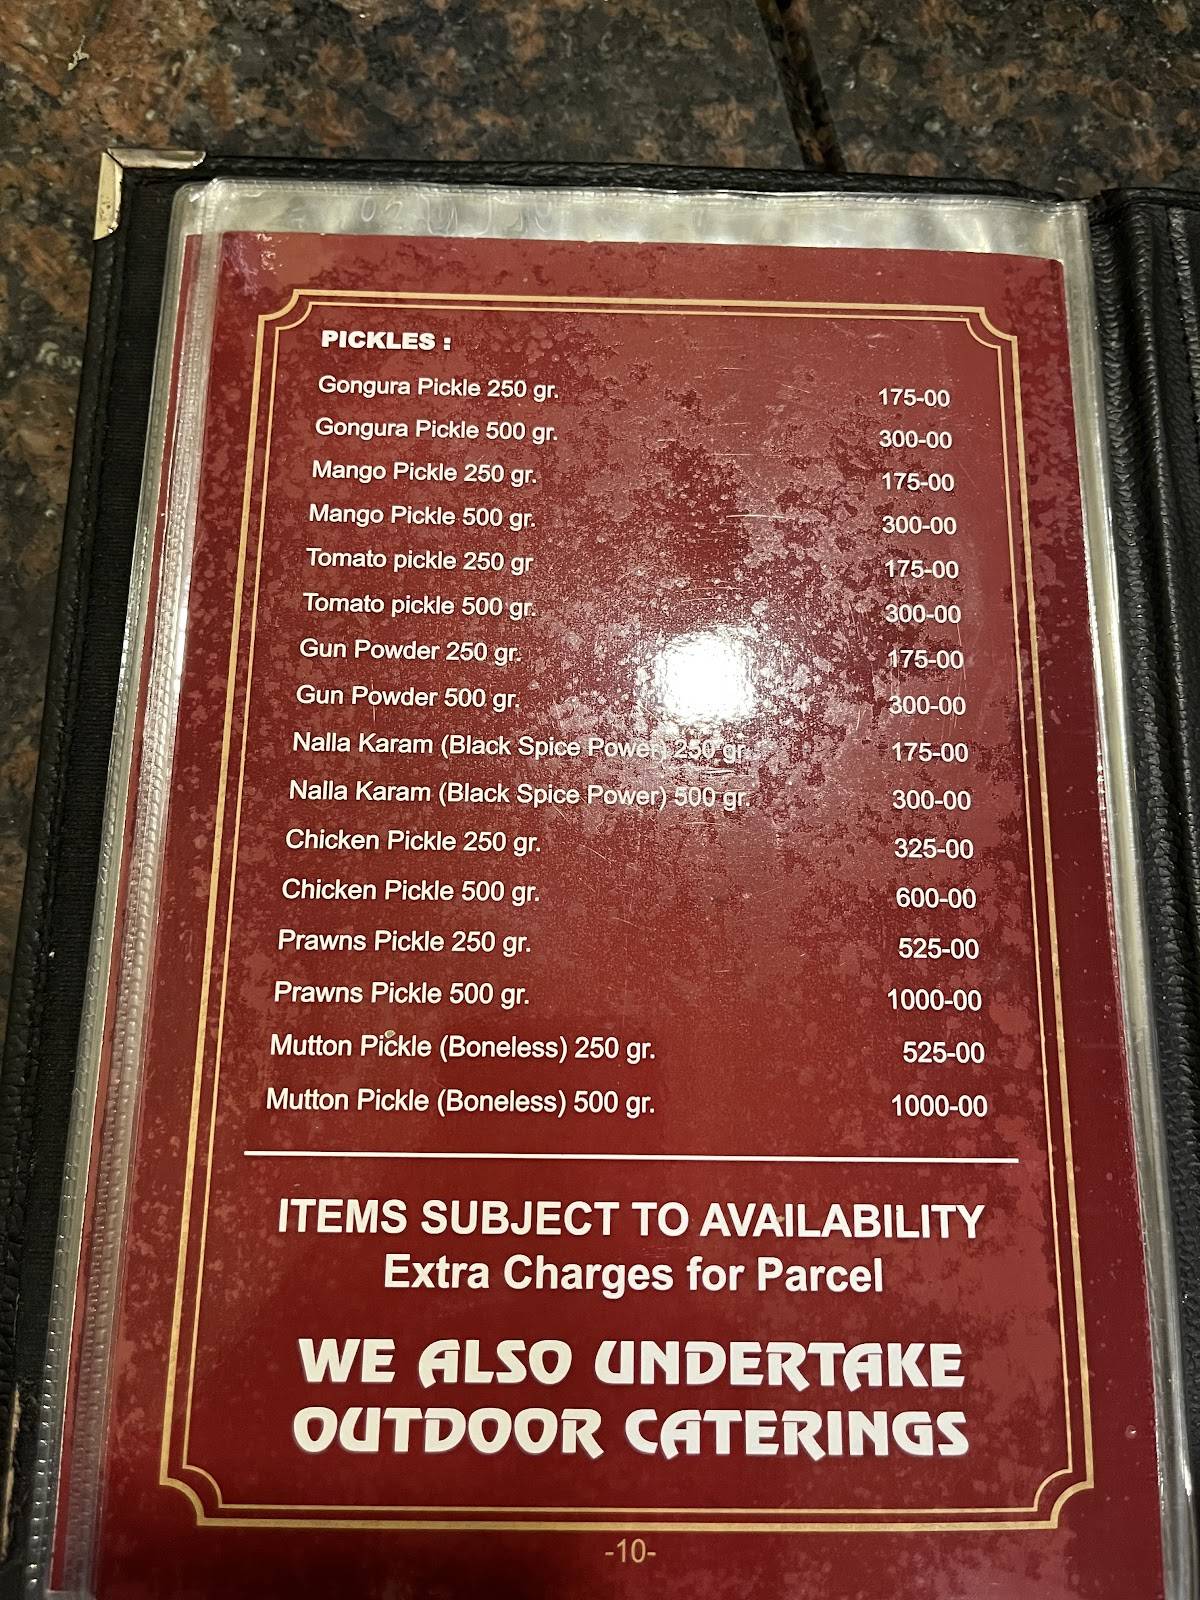 PICKLES :
Gongura Pickle 250 gr. 175-00
Gongura Pickle 500 gr. 300-00
Mango Pickle 250 gr. 175-00
Mango Pickle 500 gr. 300-00
Tomato pickle 250 gr 175-00
Tomato pickle 500 gr. 300-00
Gun Powder 250 gr. 175-00
Gun Powder 500 gr. 300-00
Nalla Karam (Black Spice Power) 250 gr. 175-00
Nalla Karam (Black Spice Power) 500 gr. 300-00
Chicken Pickle 250 gr. 325-00
Chicken Pickle 500 gr. 600-00
Prawns Pickle 250 gr. 525-00
Prawns Pickle 500 gr. 1000-00
Mutton Pickle (Boneless) 250 gr. 525-00
Mutton Pickle (Boneless) 500 gr. 1000-00
ITEMS SUBJECT TO AVAILABILITY
Extra Charges for Parcel
WE ALSO UNDERTAKE
OUTDOOR CATERINGS
-10-